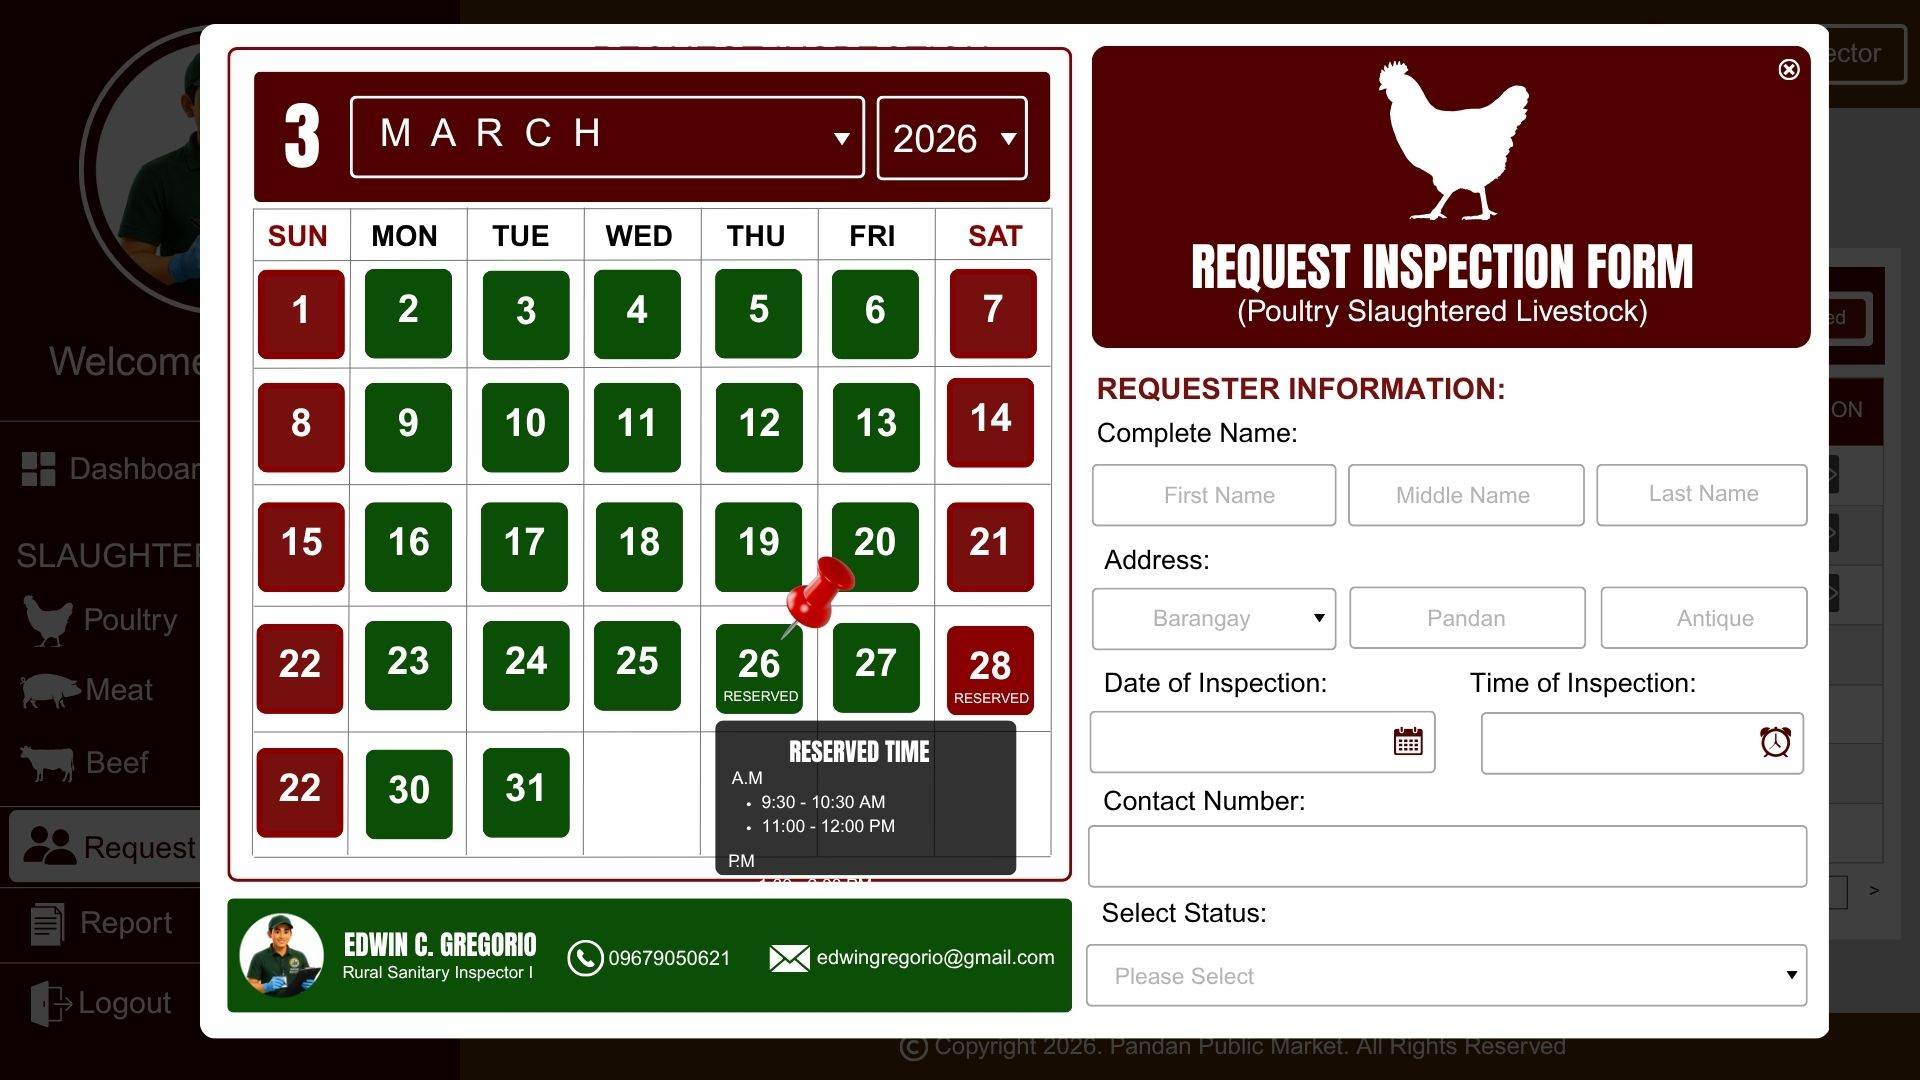 Welcome
Dashboar
SLAUGHTER
Poultry
Meat
Beef
Request
Report
Logout
3
MARCH
2026
SUN MON TUE WED THU FRI SAT
1 2 3 4 5 6 7
8 9 10 11 12 13 14
15 16 17 18 19 20 21
22 23 24 25 26 27 28
RESERVED RESERVED
22 30 31
RESERVED TIME
A.M
• 9:30 - 10:30 AM
• 11:00 - 12:00 PM
P.M
EDWIN C. GREGORIO
Rural Sanitary Inspector I
09679050621
edwingregorio@gmail.com
REQUEST INSPECTION FORM
(Poultry Slaughtered Livestock)
REQUESTER INFORMATION:
Complete Name:
First Name Middle Name Last Name
Address:
Barangay Pandan Antique
Date of Inspection: Time of Inspection:
Contact Number:
Select Status:
Please Select
ector
ed
ON
>
© Copyright 2026. Pandan Public Market. All Rights Reserved